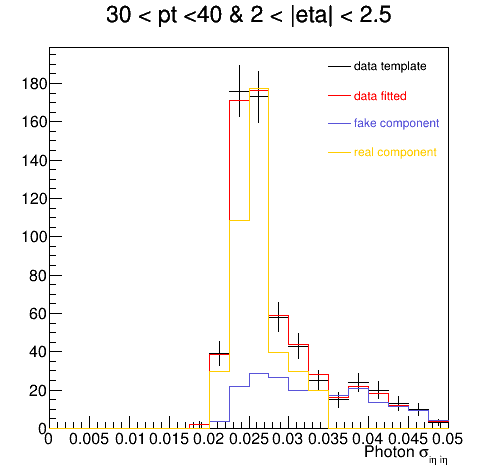 30 < pt <40 & 2 < |eta| < 2.5
data template
data fitted
fake component
real component
180
160
140
120
100
80
60
40
20
0
0 0.005 0.01 0.015 0.02 0.025 0.03 0.035 0.04 0.045 0.05
Photon σiη iη